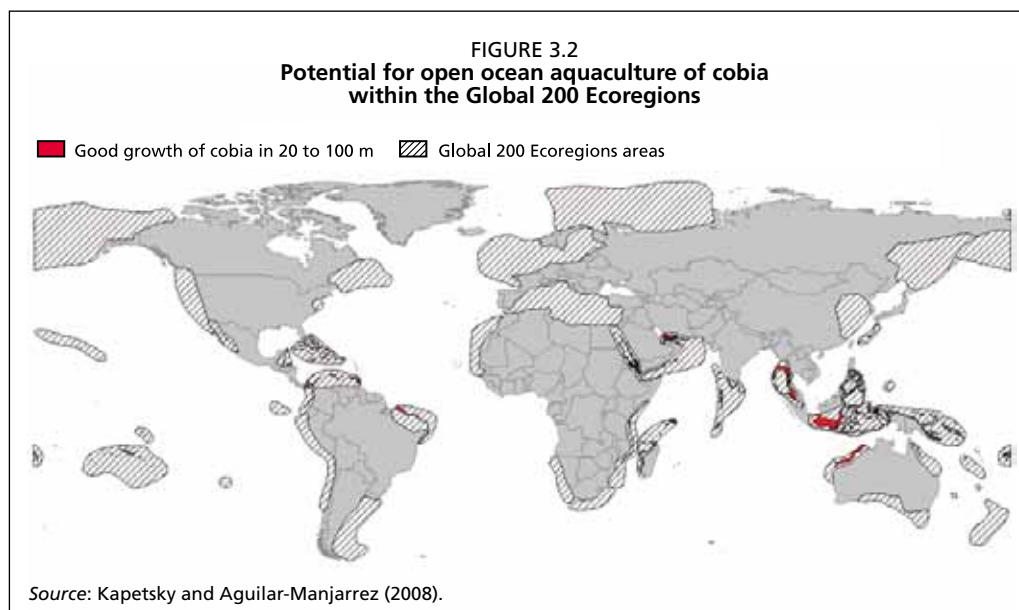 FIGURE 3.2
Potential for open ocean aquaculture of cobia
within the Global 200 Ecoregions
Good growth of cobia in 20 to 100 m Global 200 Ecoregions areas
Source: Kapetsky and Aguilar-Manjarrez (2008).